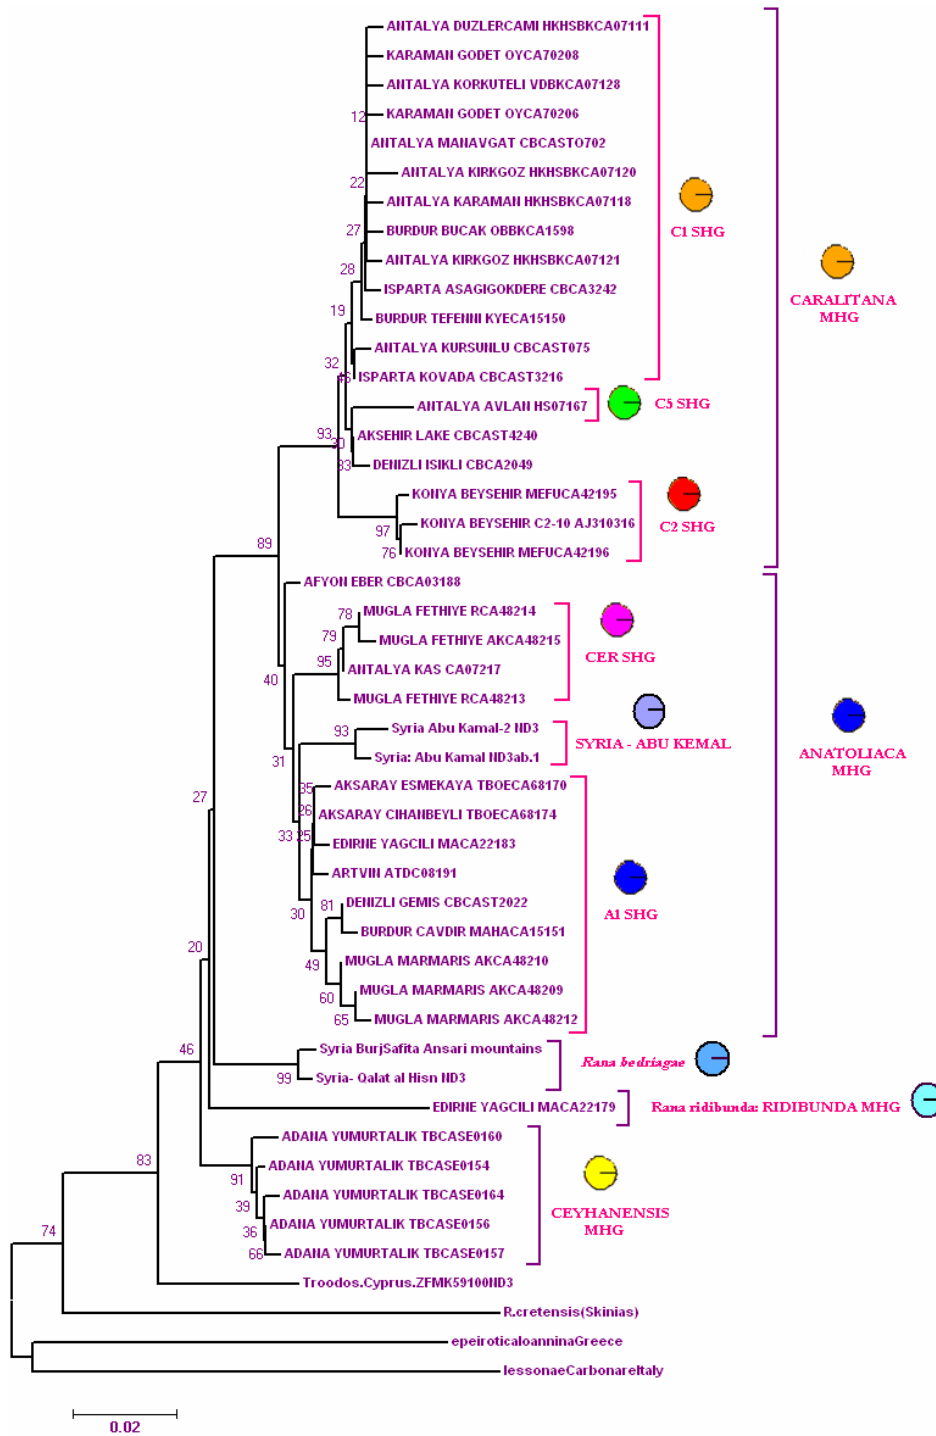 ANTALYA DUZLERCAMI HKHSBKCA07111
KARAMAN GODET OYCA70208
ANTALYA KORKUTELI VDBKCA07128
KARAMAN GODET OYCA70206
12
ANTALYA MANAVGAT CBCASTO702
ANTALYA KIRKGOZ HKHSBKCA07120
22
ANTALYA KARAMAN HKHSBKCA07118
C1 SHG
BURDUR BUCAK OBBKCA1598
27
ANTALYA KIRKGOZ HKHSBKCA07121
28
ISPARTA ASAGIGOKDERE CBCA3242
CARALITANA
MHG
19
BURDUR TEFENNI KYECA15150
ANTALYA KURSUNLU CBCAST075
32
46
ISPARTA KOVADA CBCAST3216
ANTALYA AVLAN HS07167
C5 SHG
93
30
AKSEHIR LAKE CBCAST4240
33
DENIZLI ISIKLI CBCA2049
KONYA BEYSEHIR MEFUCA42195
97
KONYA BEYSEHIR C2-10 AJ310316
C2 SHG
89
76
KONYA BEYSEHIR MEFUCA42196
AFYON EBER CBCA03188
78
MUGLA FETHIYE RCA48214
79
MUGLA FETHIYE AKCA48215
CER SHG
95
ANTALYA KAS CA07217
40
MUGLA FETHIYE RCA48213
93
Syria Abu Kamal-2 ND3
SYRIA - ABU KEMAL
31
Syria: Abu Kamal ND3ab.1
ANATOLIACA
MHG
35
AKSARAY ESMEKAYA TBOECA68170
27
26
AKSARAY CIHANBEYLI TBOECA68174
33
25
EDIRNE YAGCILI MACA22183
ARTVIN ATDC08191
81
DENIZLI GEMIS CBCAST2022
A1 SHG
30
BURDUR CAVDIR MAHACA15151
20
49
MUGLA MARMARIS AKCA48210
60
MUGLA MARMARIS AKCA48209
65
MUGLA MARMARIS AKCA48212
46
Syria BurjSafita Ansari mountains
Rana bedriagae
99
Syria- Qalat al Hisn ND3
EDIRNE YAGCILI MACA22179
Rana ridibunda: RIDIBUNDA MHG
ADANA YUMURTALIK TBCASE0160
83
ADANA YUMURTALIK TBCASE0154
91
ADANA YUMURTALIK TBCASE0164
39
CEYHANENSIS
MHG
74
36
ADANA YUMURTALIK TBCASE0156
66
ADANA YUMURTALIK TBCASE0157
Troodos.Cyprus.ZFMK59100ND3
R.cretensis(Skinias)
epeiroticaIoanninaGreece
lessonaeCarbonareItaly
0.02